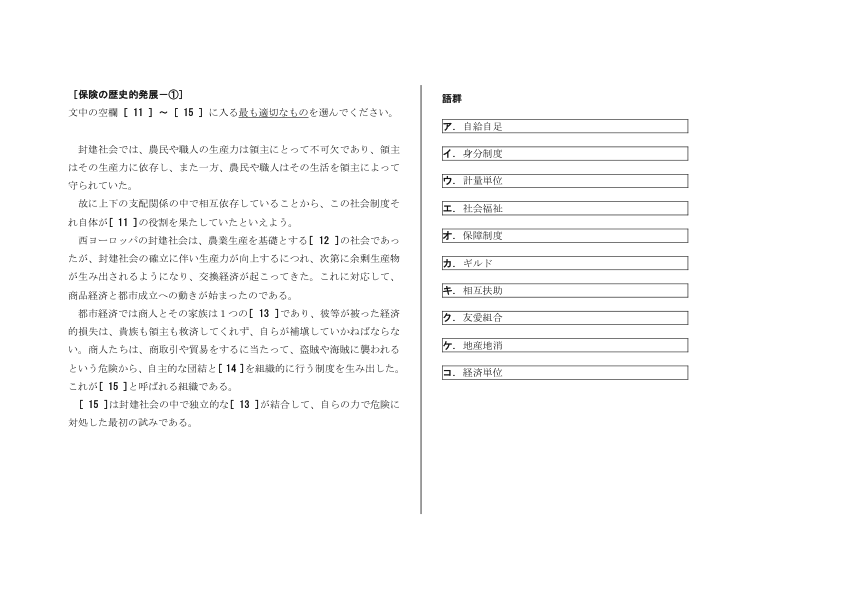 ［保険の歴史的発展－①］
文中の空欄 [ 11 ] ～ [ 15 ] に入る最も適切なものを選んでください。
封建社会では、農民や職人の生産力は領主にとって不可欠であり、領主
はその生産力に依存し、また一方、農民や職人はその生活を領主によって
守られていた。
故に上下の支配関係の中で相互依存していることから、この社会制度そ
れ自体が[ 11 ]の役割を果たしていたといえよう。
西ヨーロッパの封建社会は、農業生産を基礎とする[ 12 ]の社会であっ
たが、封建社会の確立に伴い生産力が向上するにつれ、次第に余剰生産物
が生み出されるようになり、交換経済が起こってきた。これに対応して、
商品経済と都市成立への動きが始まったのである。
都市経済では商人とその家族は１つの[ 13 ]であり、彼等が被った経済
的損失は、貴族も領主も救済してくれず、自らが補填していかねばならな
い。商人たちは、商取引や貿易をするに当たって、盗賊や海賊に襲われる
という危険から、自主的な団結と[ 14 ]を組織的に行う制度を生み出した。
これが[ 15 ]と呼ばれる組織である。
[ 15 ]は封建社会の中で独立的な[ 13 ]が結合して、自らの力で危険に
対処した最初の試みである。
語群
ア．自給自足
イ．身分制度
ウ．計量単位
エ．社会福祉
オ．保障制度
カ．ギルド
キ．相互扶助
ク．友愛組合
ケ．地産地消
コ．経済単位